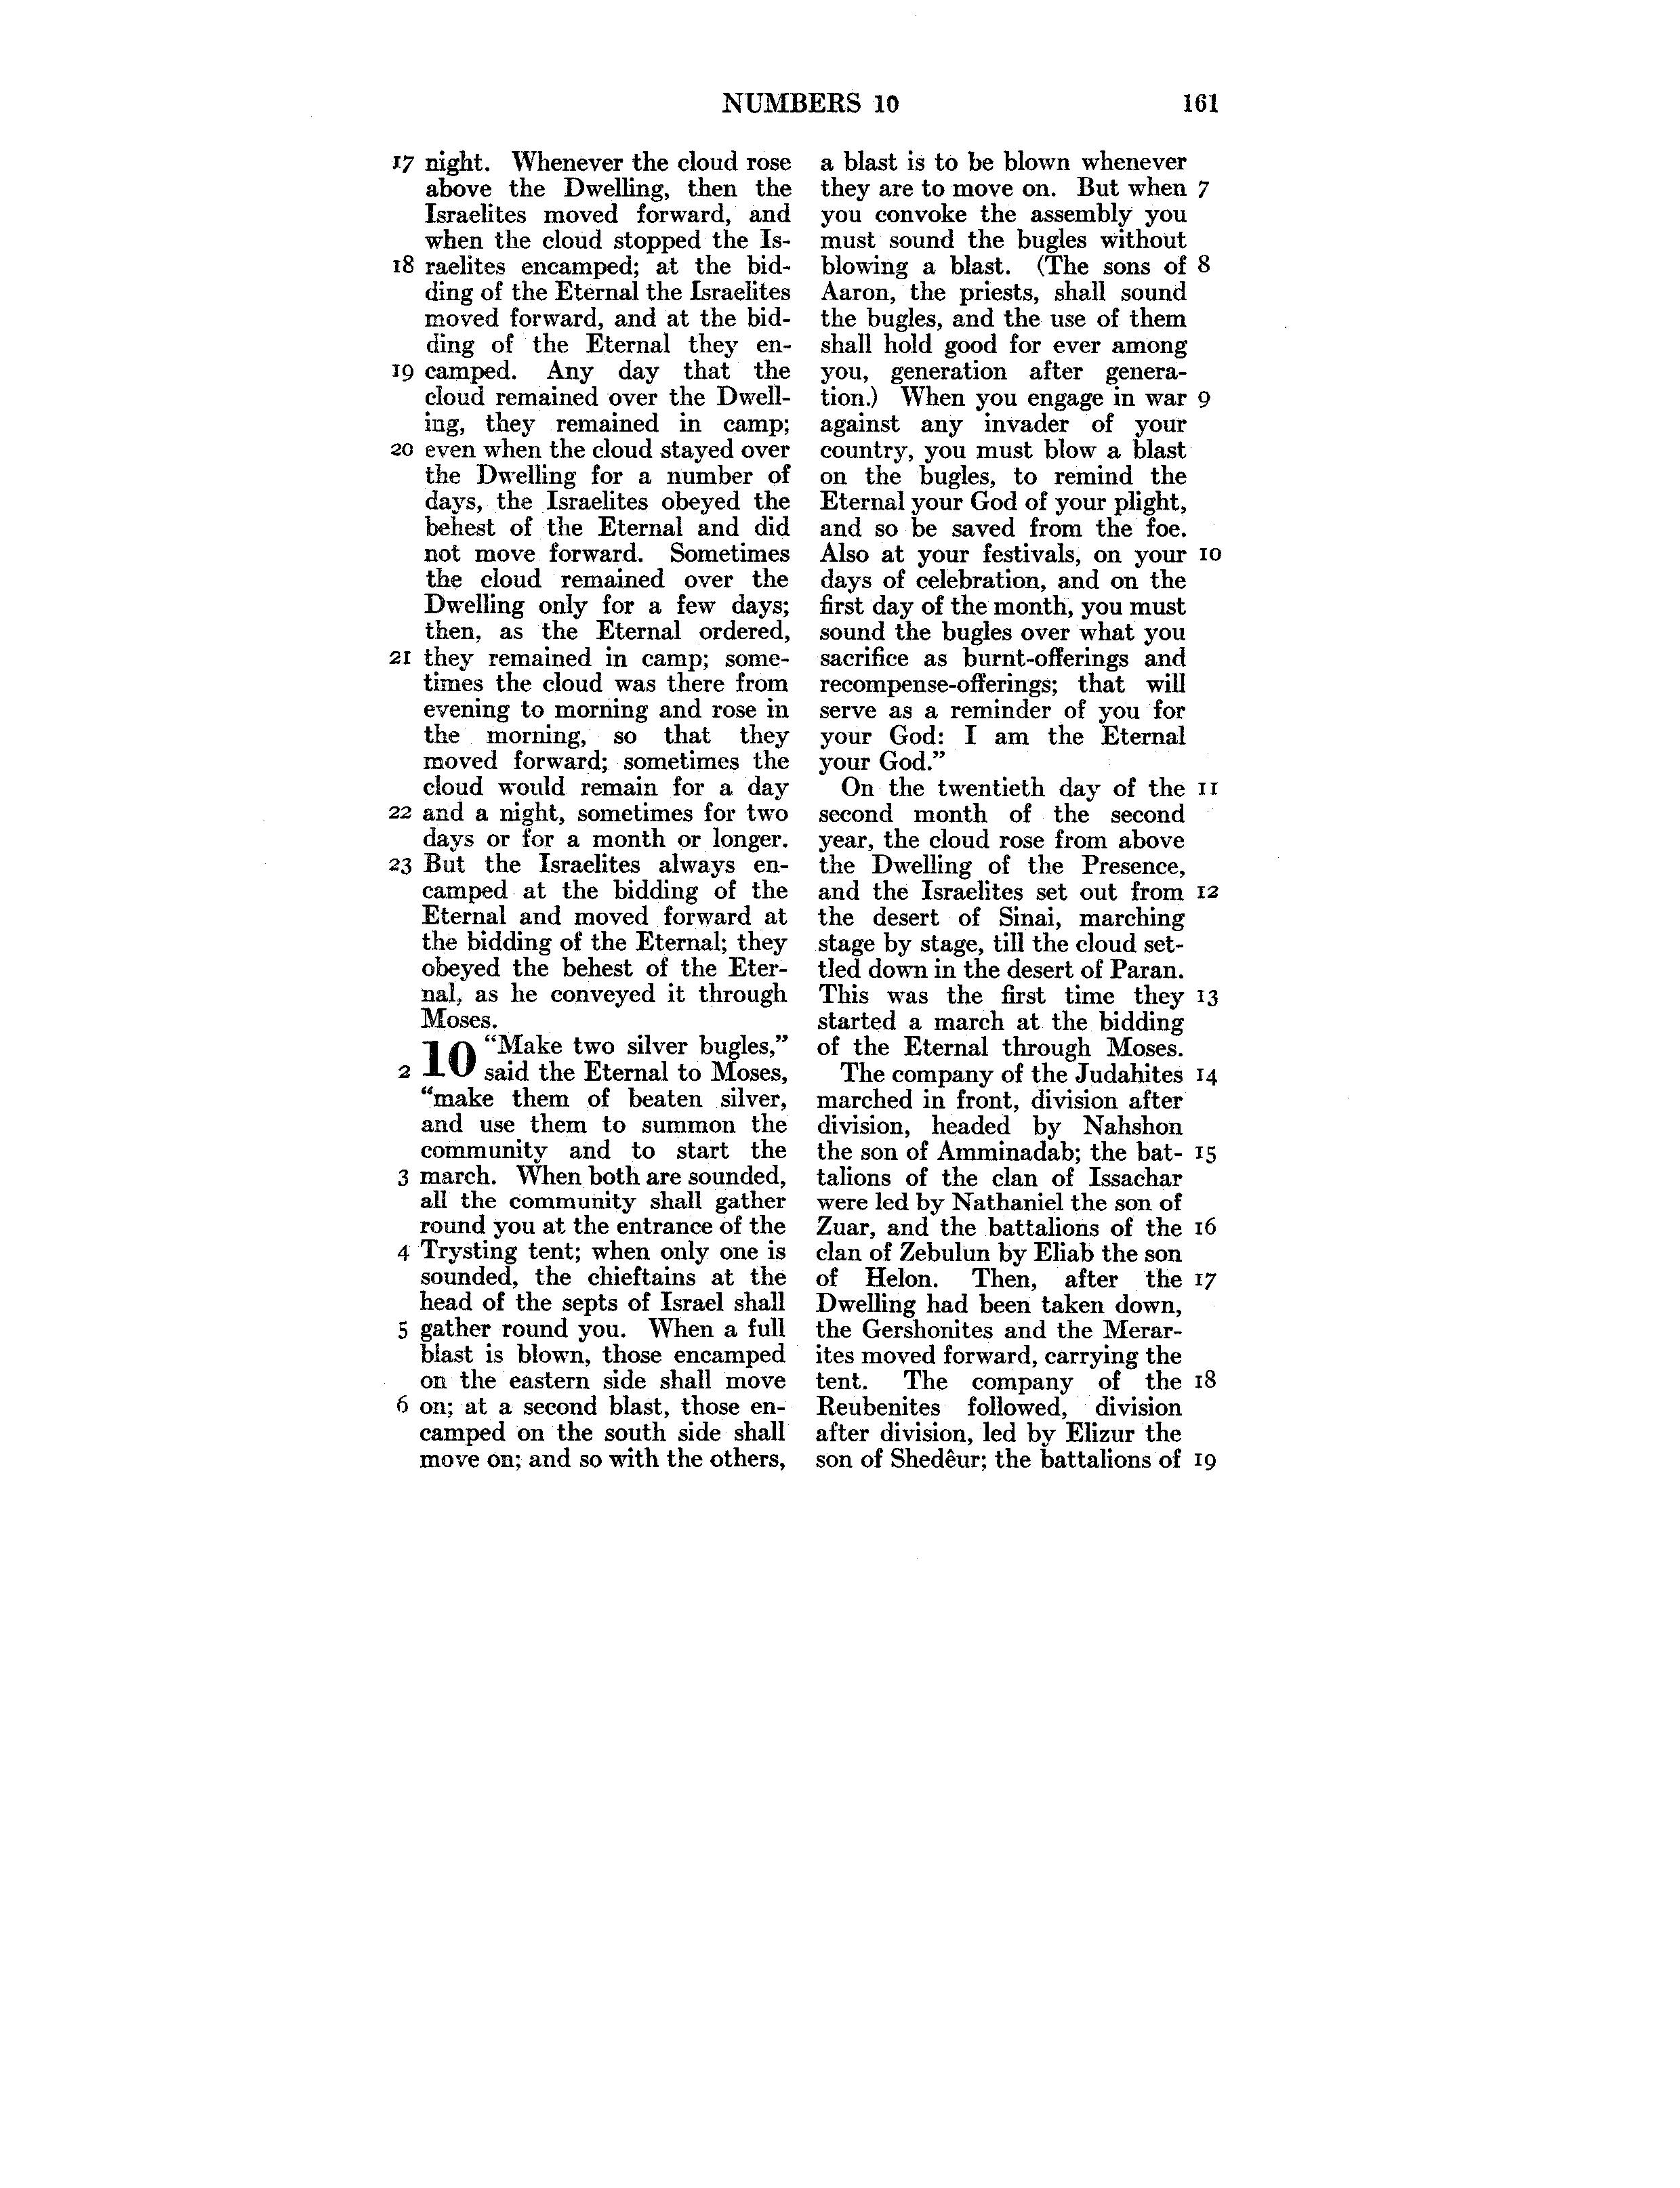 NUMBERS 10 161
17 night. Whenever the cloud rose
above the Dwelling, then the
Israelites moved forward, and
when the cloud stopped the Is-
18 raelites encamped; at the bid-
ding of the Eternal the Israelites
moved forward, and at the bid-
ding of the Eternal they en-
19 camped. Any day that the
cloud remained over the Dwell-
ing, they remained in camp;
20 even when the cloud stayed over
the Dwelling for a number of
days, the Israelites obeyed the
behest of the Eternal and did
not move forward. Sometimes
the cloud remained over the
Dwelling only for a few days;
then, as the Eternal ordered,
21 they remained in camp; some-
times the cloud was there from
evening to morning and rose in
the morning, so that they
moved forward; sometimes the
cloud would remain for a day
22 and a night, sometimes for two
days or for a month or longer.
23 But the Israelites always en-
camped at the bidding of the
Eternal and moved forward at
the bidding of the Eternal; they
obeyed the behest of the Eter-
nal, as he conveyed it through
Moses.
10 “Make two silver bugles,”
2 said the Eternal to Moses,
“make them of beaten silver,
and use them to summon the
community and to start the
3 march. When both are sounded,
all the community shall gather
round you at the entrance of the
4 Trysting tent; when only one is
sounded, the chieftains at the
head of the septs of Israel shall
5 gather round you. When a full
blast is blown, those encamped
on the eastern side shall move
6 on; at a second blast, those en-
camped on the south side shall
move on; and so with the others,
a blast is to be blown whenever
they are to move on. But when 7
you convoke the assembly you
must sound the bugles without
blowing a blast. (The sons of 8
Aaron, the priests, shall sound
the bugles, and the use of them
shall hold good for ever among
you, generation after genera-
tion.) When you engage in war 9
against any invader of your
country, you must blow a blast
on the bugles, to remind the
Eternal your God of your plight,
and so be saved from the foe.
Also at your festivals, on your 10
days of celebration, and on the
first day of the month, you must
sound the bugles over what you
sacrifice as burnt-offerings and
recompense-offerings; that will
serve as a reminder of you for
your God: I am the Eternal
your God.”
On the twentieth day of the 11
second month of the second
year, the cloud rose from above
the Dwelling of the Presence,
and the Israelites set out from 12
the desert of Sinai, marching
stage by stage, till the cloud set-
tled down in the desert of Paran.
This was the first time they 13
started a march at the bidding
of the Eternal through Moses.
The company of the Judahites 14
marched in front, division after
division, headed by Nahshon
the son of Amminadab; the bat- 15
talions of the clan of Issachar
were led by Nathaniel the son of
Zuar, and the battalions of the 16
clan of Zebulun by Eliab the son
of Helon. Then, after the 17
Dwelling had been taken down,
the Gershonites and the Merar-
ites moved forward, carrying the
tent. The company of the 18
Reubenites followed, division
after division, led by Elizur the
son of Shedêur; the battalions of 19